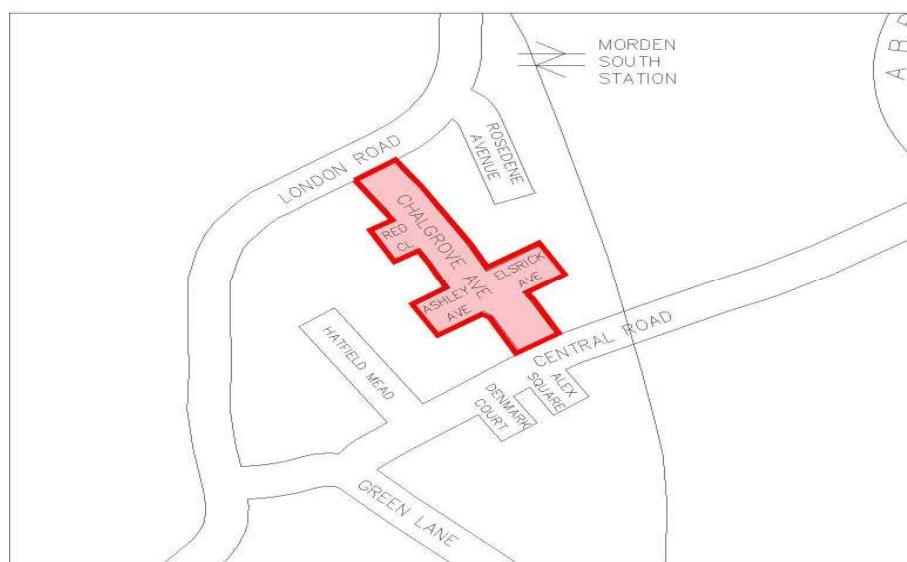 MORDEN
SOUTH
STATION
LONDON ROAD
ROSEDENE
AVENUE
CHALGROVE AVE
RED
CL
ELSRICK
AVE
ASHLEY
AVE
HATFIELD MEAD
CENTRAL ROAD
ALEX
SQUARE
DENMARK
COURT
GREEN LANE